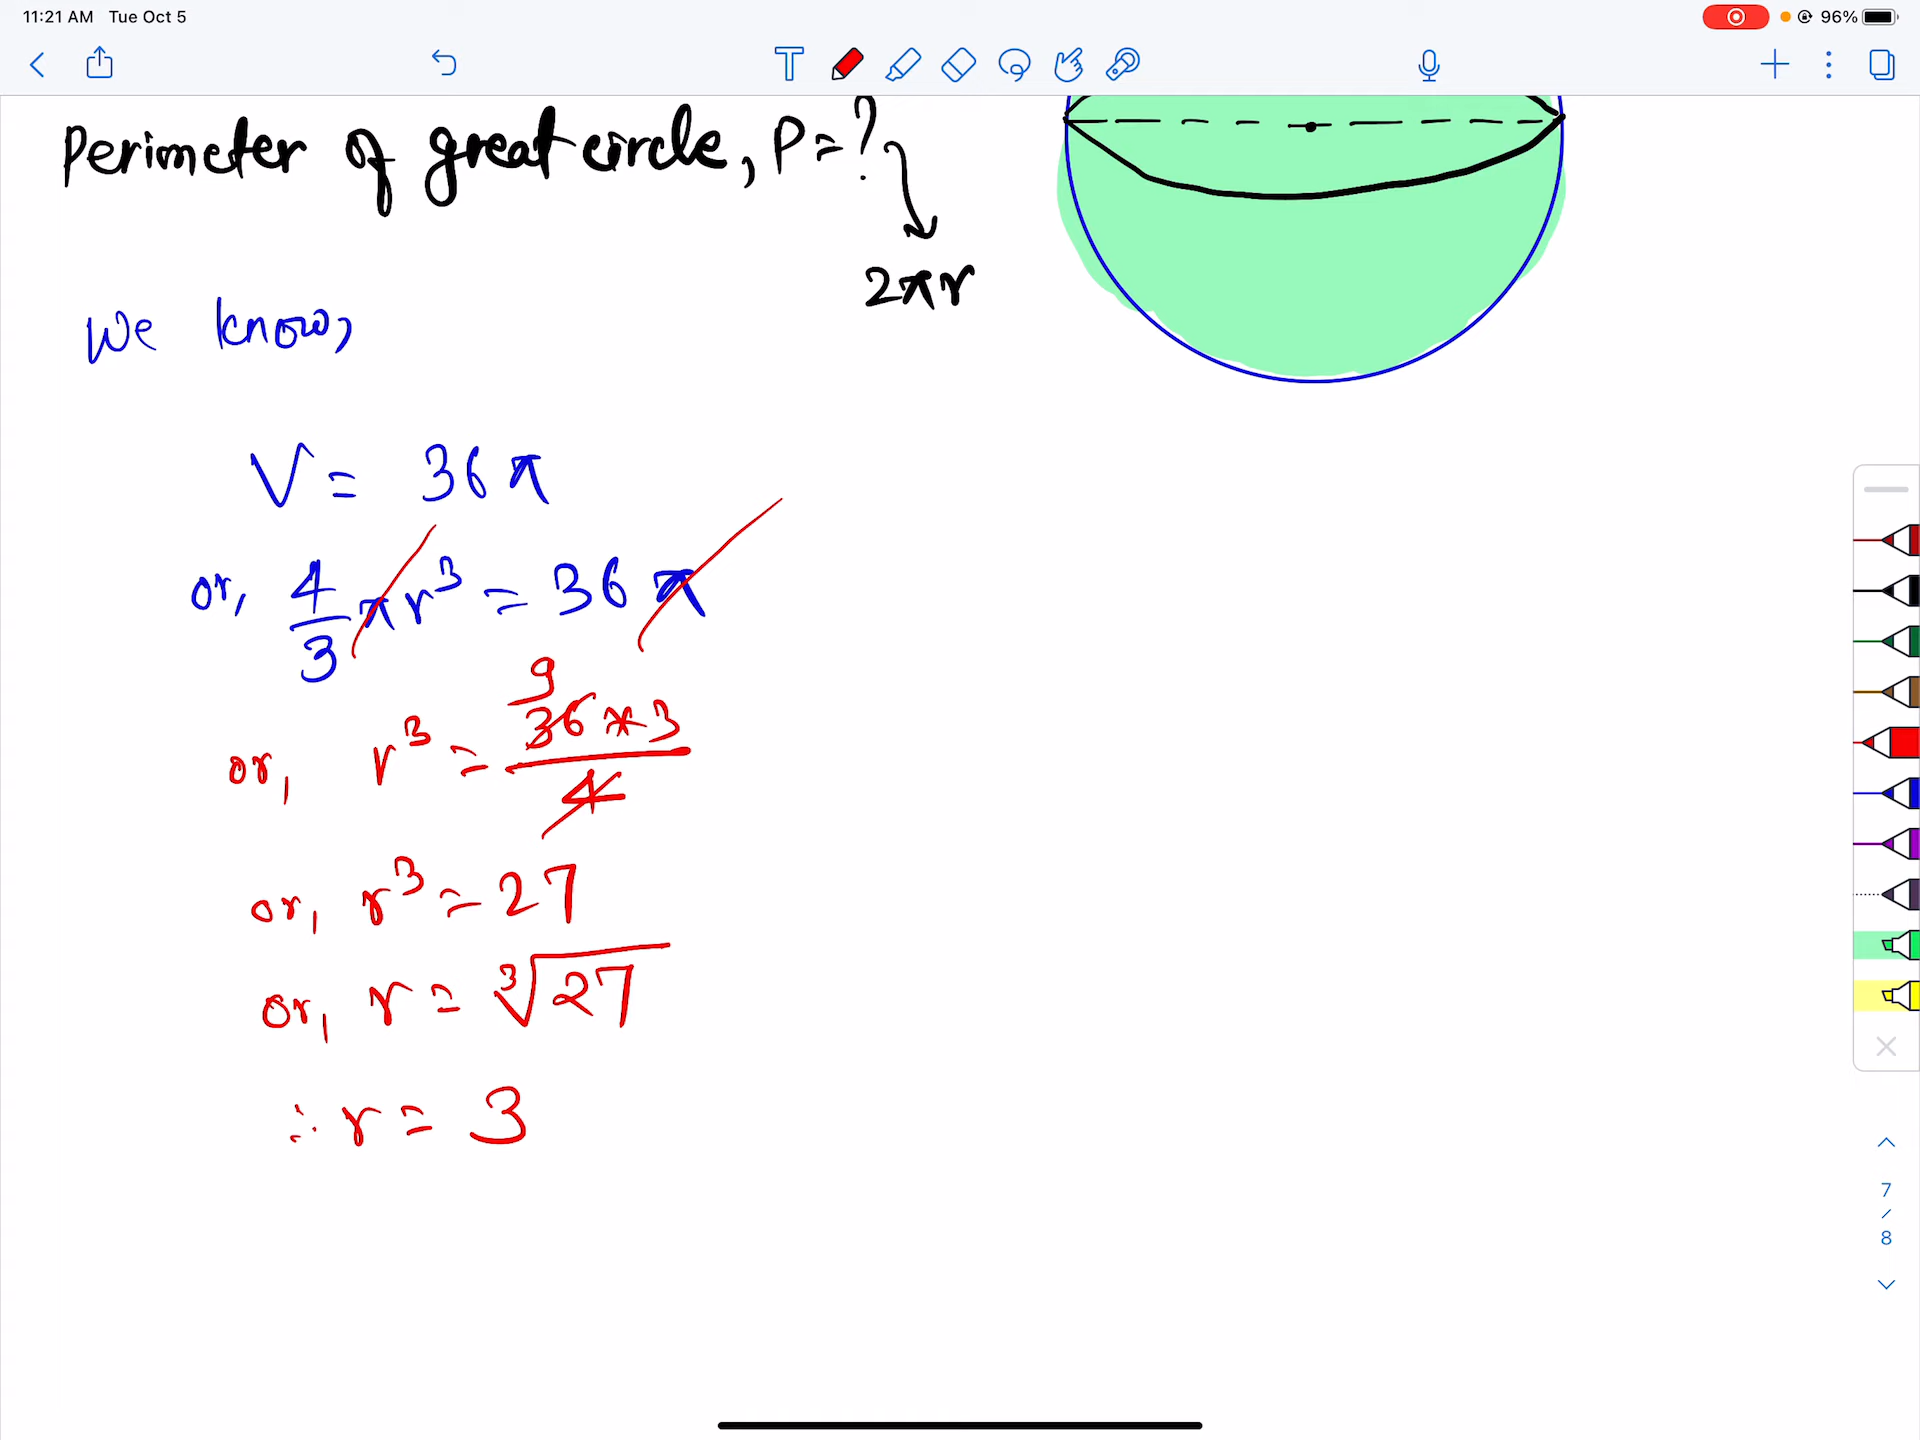 11:21 AM Tue Oct 5
96%
T
Perimeter of great circle, P = ?
2πr
We know,
V = 36π
or, 4/3 πr³ = 36π
9
or, r³ = 36*3/4
or, r³ = 27
or, r = ³√27
∴ r = 3
7
/
8